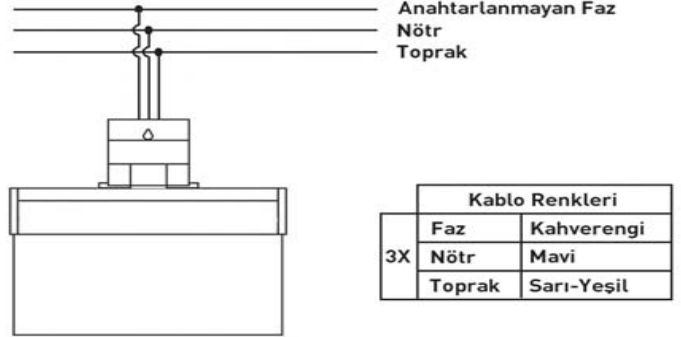 Anahtarlanmayan Faz
Nötr
Toprak
Kablo Renkleri
3X
Faz Kahverengi
Nötr Mavi
Toprak Sarı-Yeşil